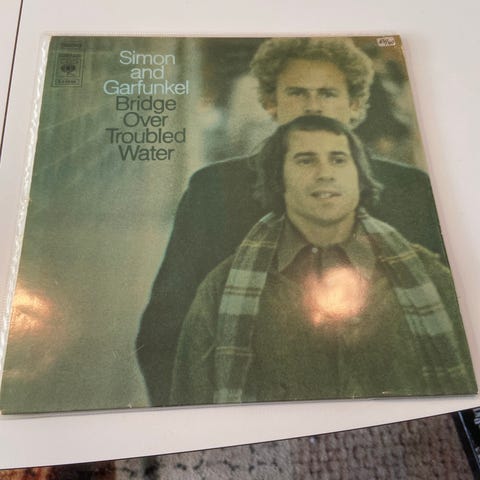 Simon
and
Garfunkel
Bridge
Over
Troubled
Water